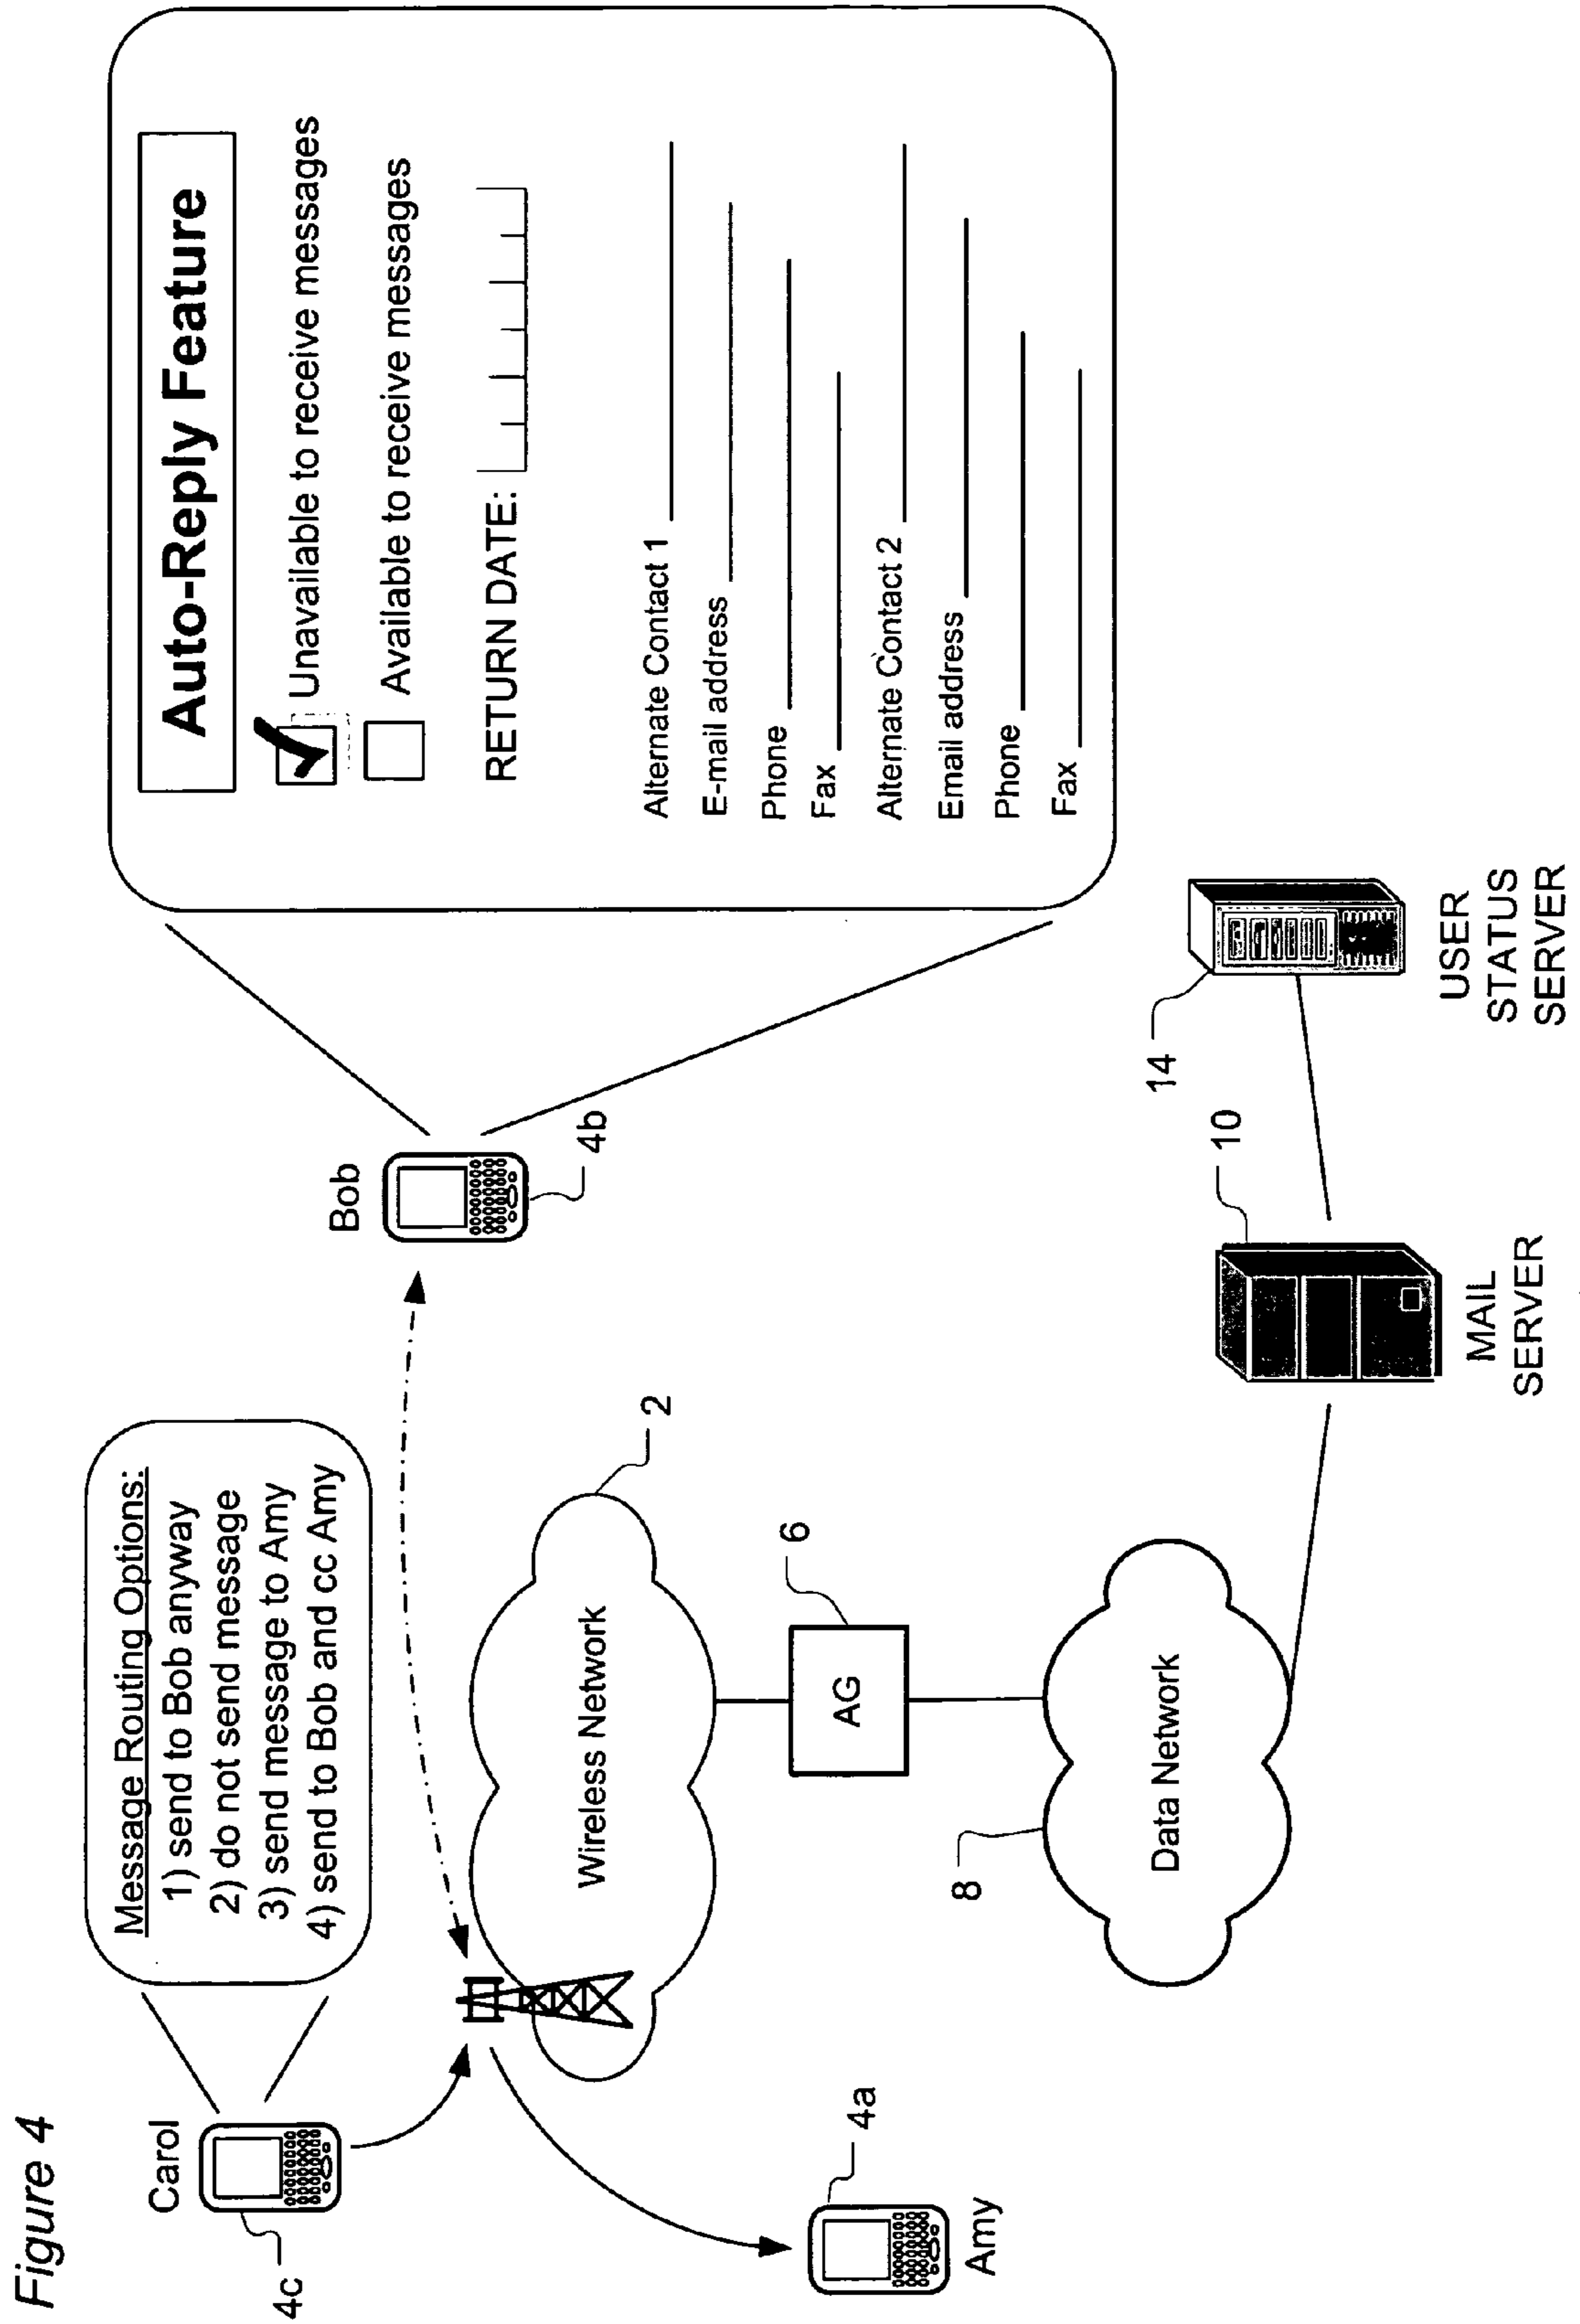 Figure 4
Carol
4c
Message Routing Options:
1) send to Bob anyway
2) do not send message
3) send message to Amy
4) send to Bob and cc Amy
Bob
4b
Auto-Reply Feature
Unavailable to receive messages
Available to receive messages
RETURN DATE:
Alternate Contact 1
E-mail address
Phone
Fax
Alternate Contact 2
Email address
Phone
Fax
Wireless Network
2
4a
Amy
AG
6
8
Data Network
10
MAIL
SERVER
14
USER
STATUS
SERVER